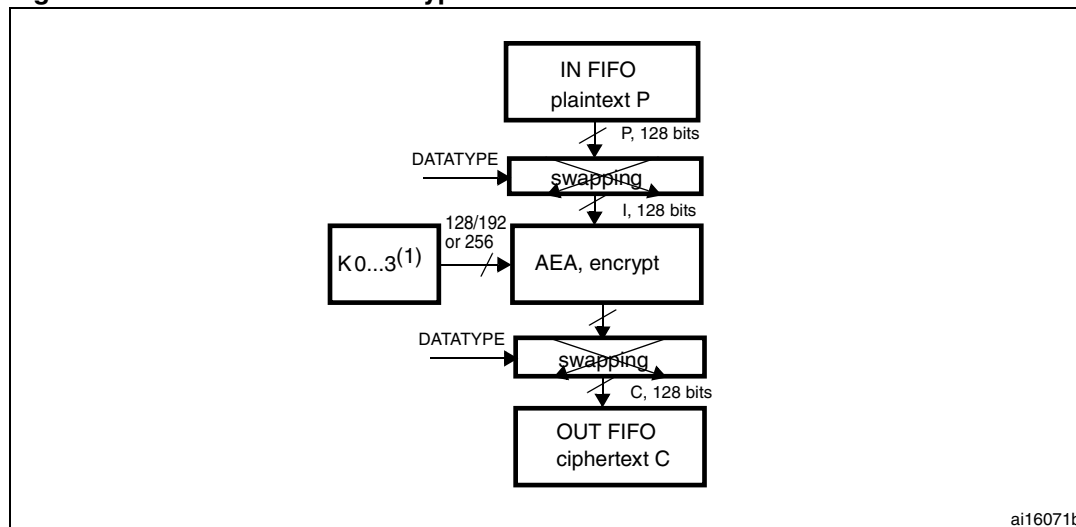 IN FIFO
plaintext P
P, 128 bits
DATATYPE
swapping
I, 128 bits
128/192
or 256
K 0...3(1)
AEA, encrypt
DATATYPE
swapping
C, 128 bits
OUT FIFO
ciphertext C
ai16071b